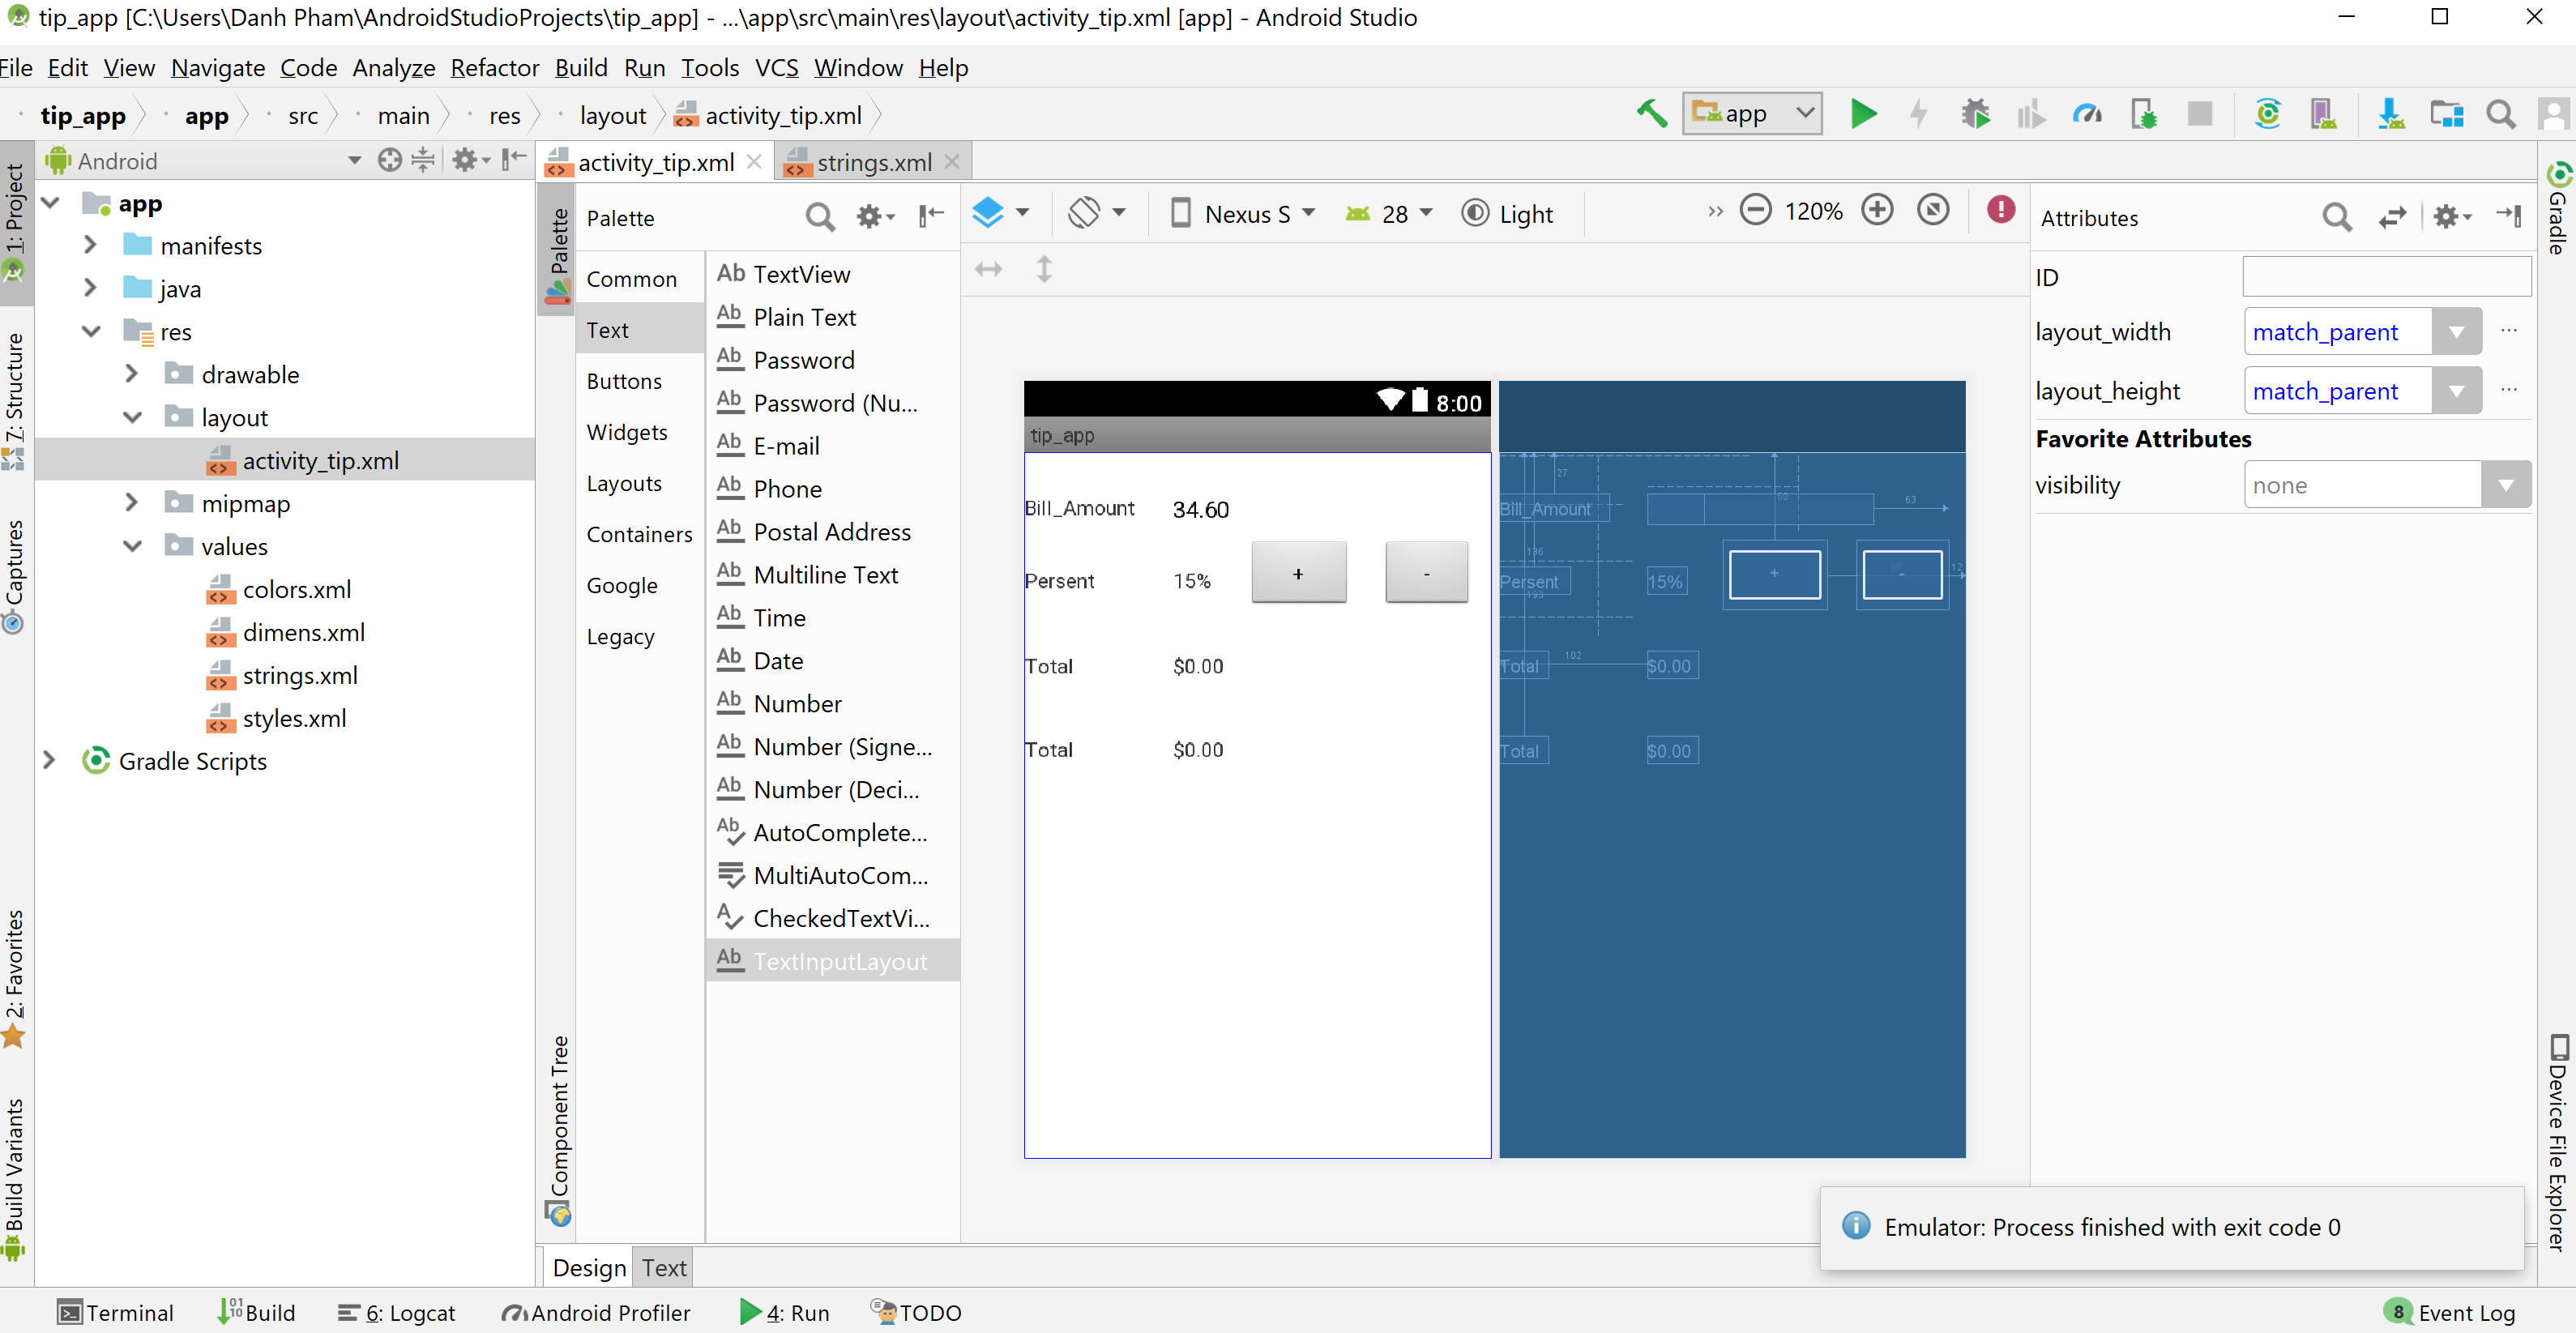 tip_app [C:\Users\Danh Pham\AndroidStudioProjects\tip_app] - ...\app\src\main\res\layout\activity_tip.xml [app] - Android Studio
File Edit View Navigate Code Analyze Refactor Build Run Tools VCS Window Help
tip_app app src main res layout activity_tip.xml
app
1: Project
7: Structure
Captures
2: Favorites
Build Variants
Android
app
manifests
java
res
drawable
layout
activity_tip.xml
mipmap
values
colors.xml
dimens.xml
strings.xml
styles.xml
Gradle Scripts
activity_tip.xml strings.xml
Palette
Component Tree
Palette
Common
Text
Buttons
Widgets
Layouts
Containers
Google
Legacy
Ab TextView
Ab Plain Text
Ab Password
Ab Password (Nu...
Ab E-mail
Ab Phone
Ab Postal Address
Ab Multiline Text
Ab Time
Ab Date
Ab Number
Ab Number (Signe...
Ab Number (Deci...
Ab AutoComplete...
MultiAutoCom...
A CheckedTextVi...
Ab TextInputLayout
Nexus S 28 Light » 120%
8:00
tip_app
Bill_Amount 34.60
Persent 15% + -
Total $0.00
Total $0.00
27
Bill_Amount 60 63
136
Persent 15% + - 12
193
Total 102 $0.00
Total $0.00
Attributes
ID
layout_width match_parent ...
layout_height match_parent ...
Favorite Attributes
visibility none
Gradle
Device File Explorer
Emulator: Process finished with exit code 0
Design Text
Terminal Build 6: Logcat Android Profiler 4: Run TODO
8 Event Log